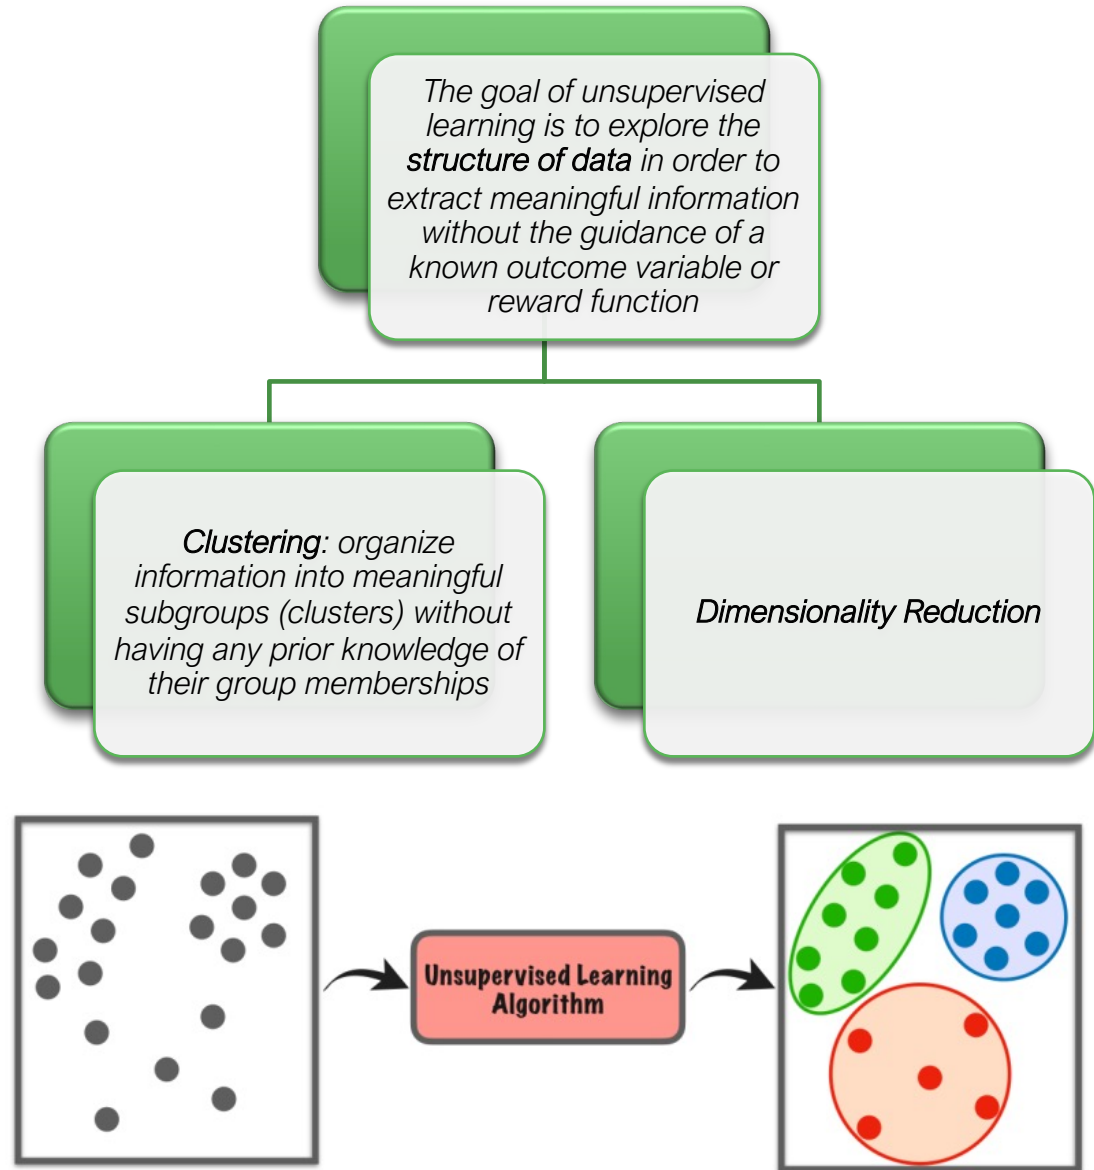 The goal of unsupervised
learning is to explore the
structure of data in order to
extract meaningful information
without the guidance of a
known outcome variable or
reward function
Clustering: organize
information into meaningful
subgroups (clusters) without
having any prior knowledge of
their group memberships
Dimensionality Reduction
Unsupervised Learning
Algorithm